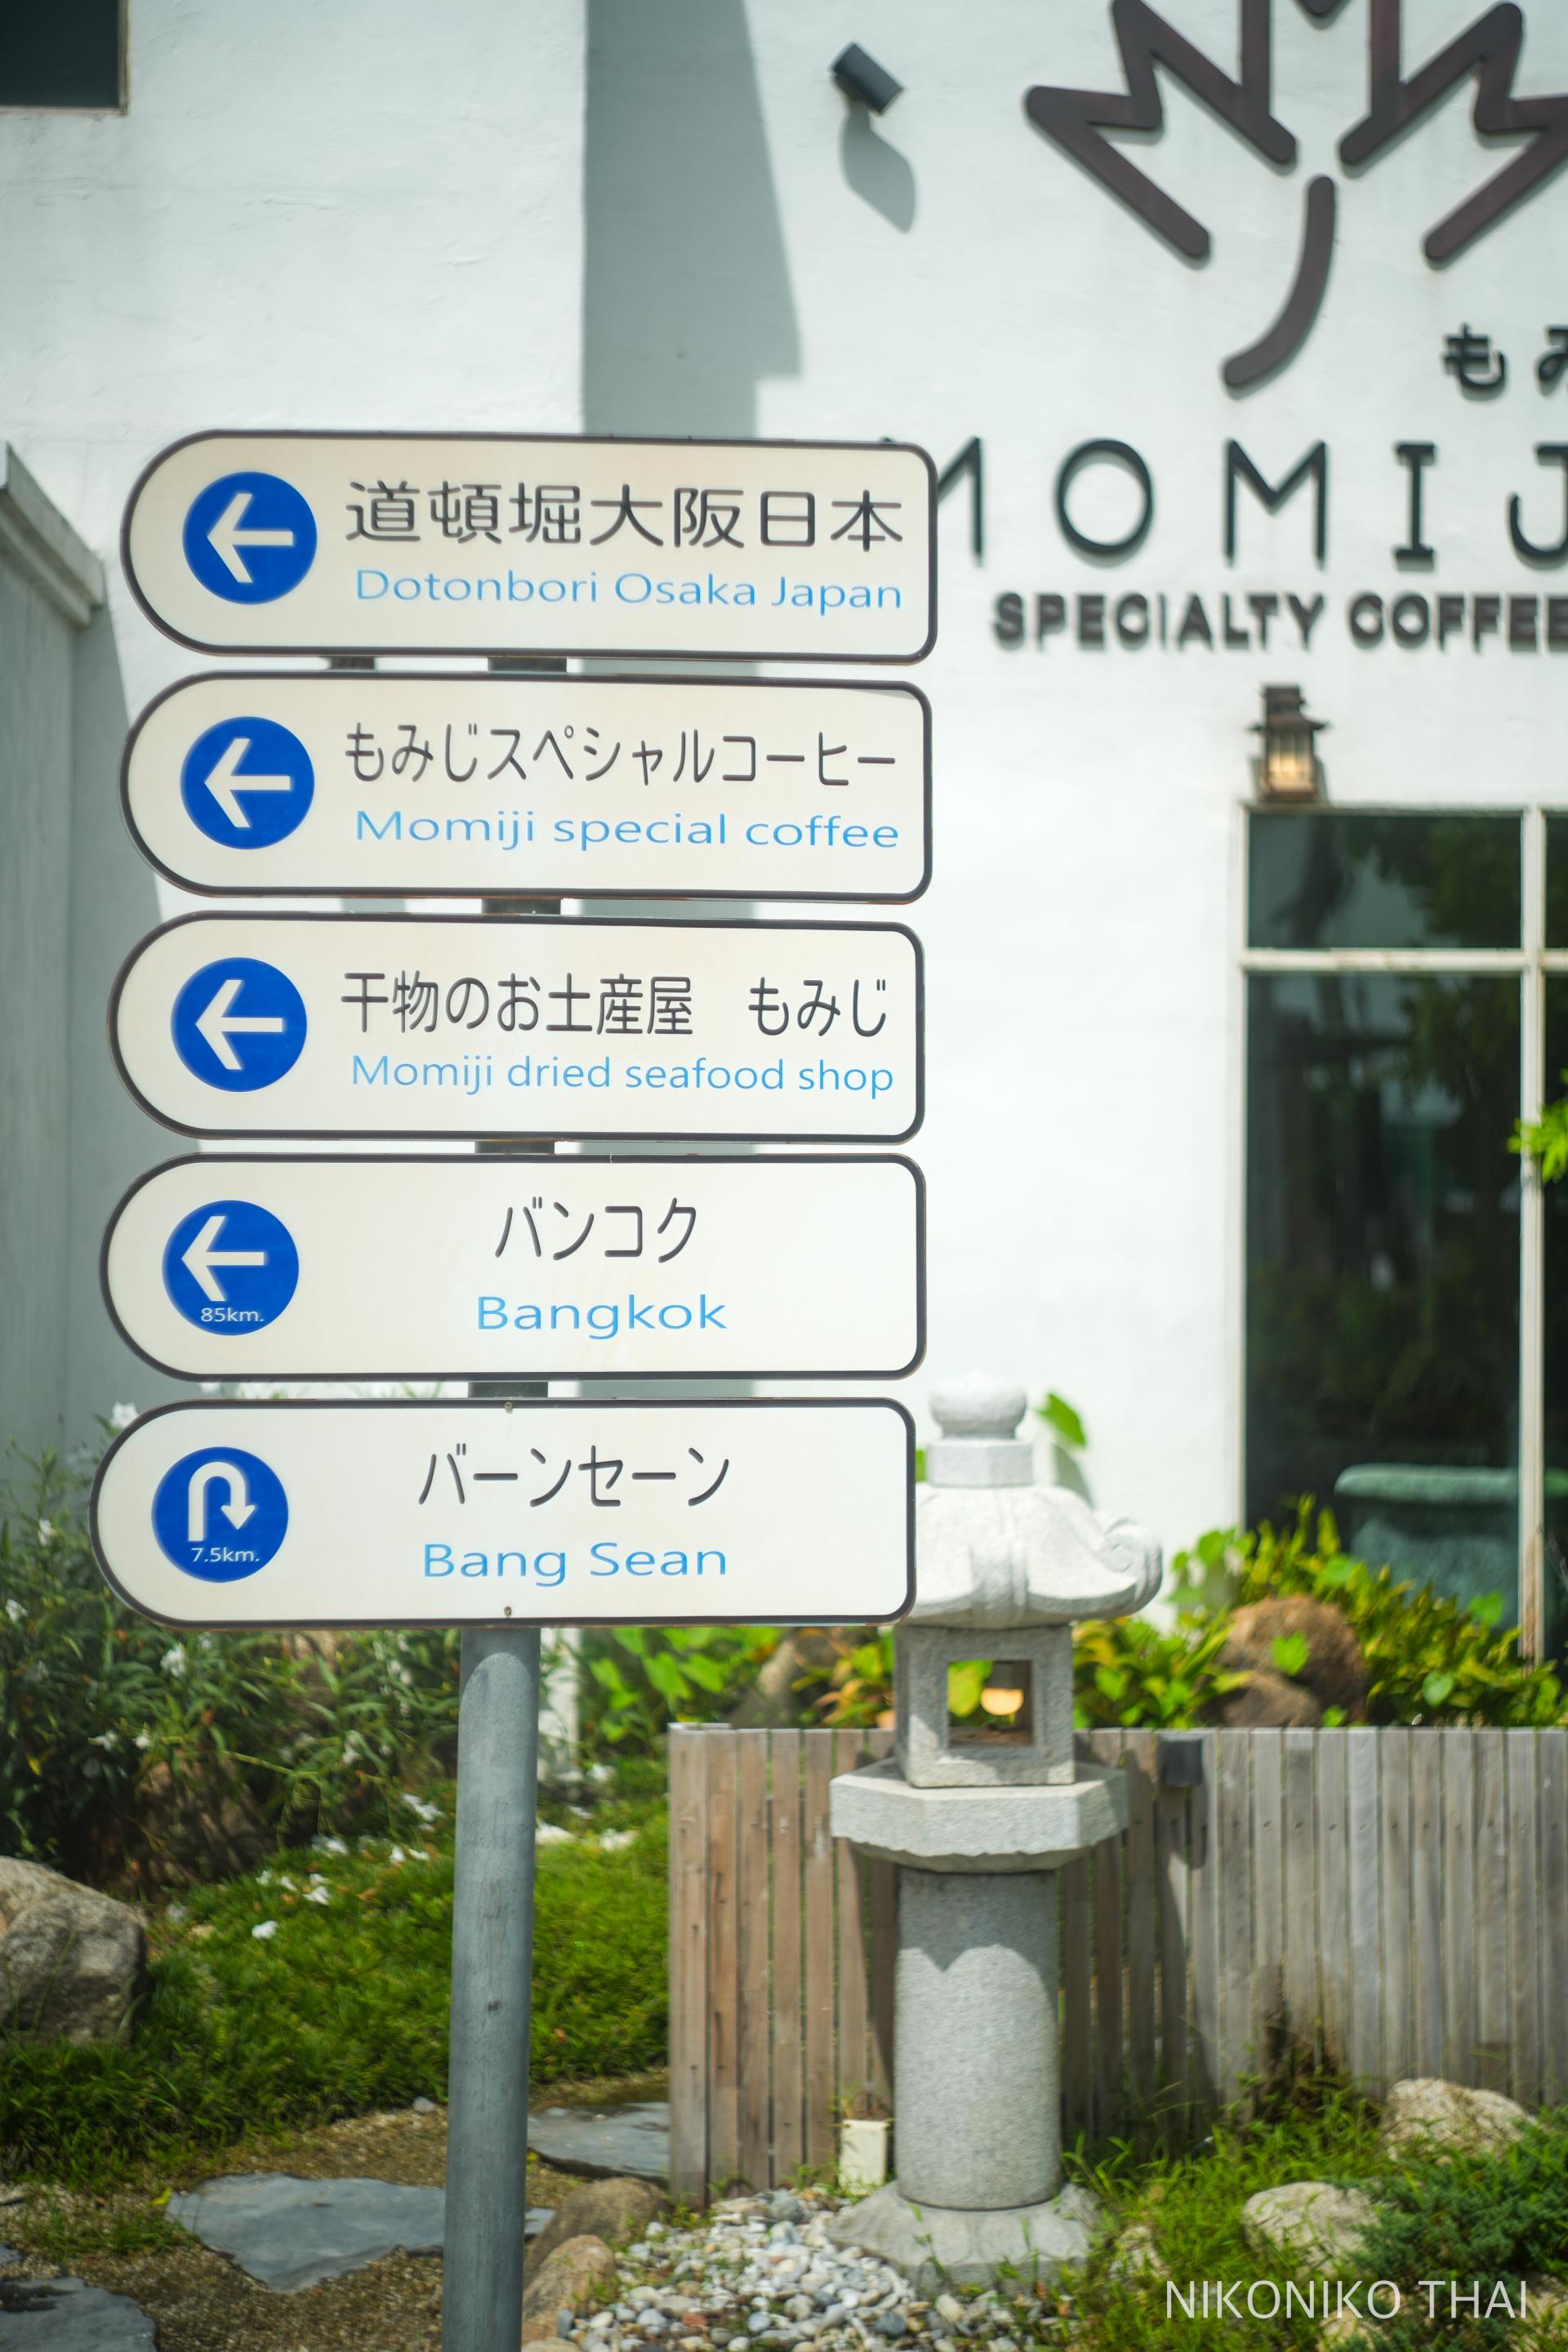 道頓堀大阪日本
Dotonbori Osaka Japan
もみじスペシャルコーヒー
Momiji special coffee
干物のお土産屋　もみじ
Momiji dried seafood shop
バンコク
Bangkok
85km.
バーンセーン
Bang Sean
7.5km.
もみ
MOMIJ
SPECIALTY COFFEE
NIKONIKO THAI